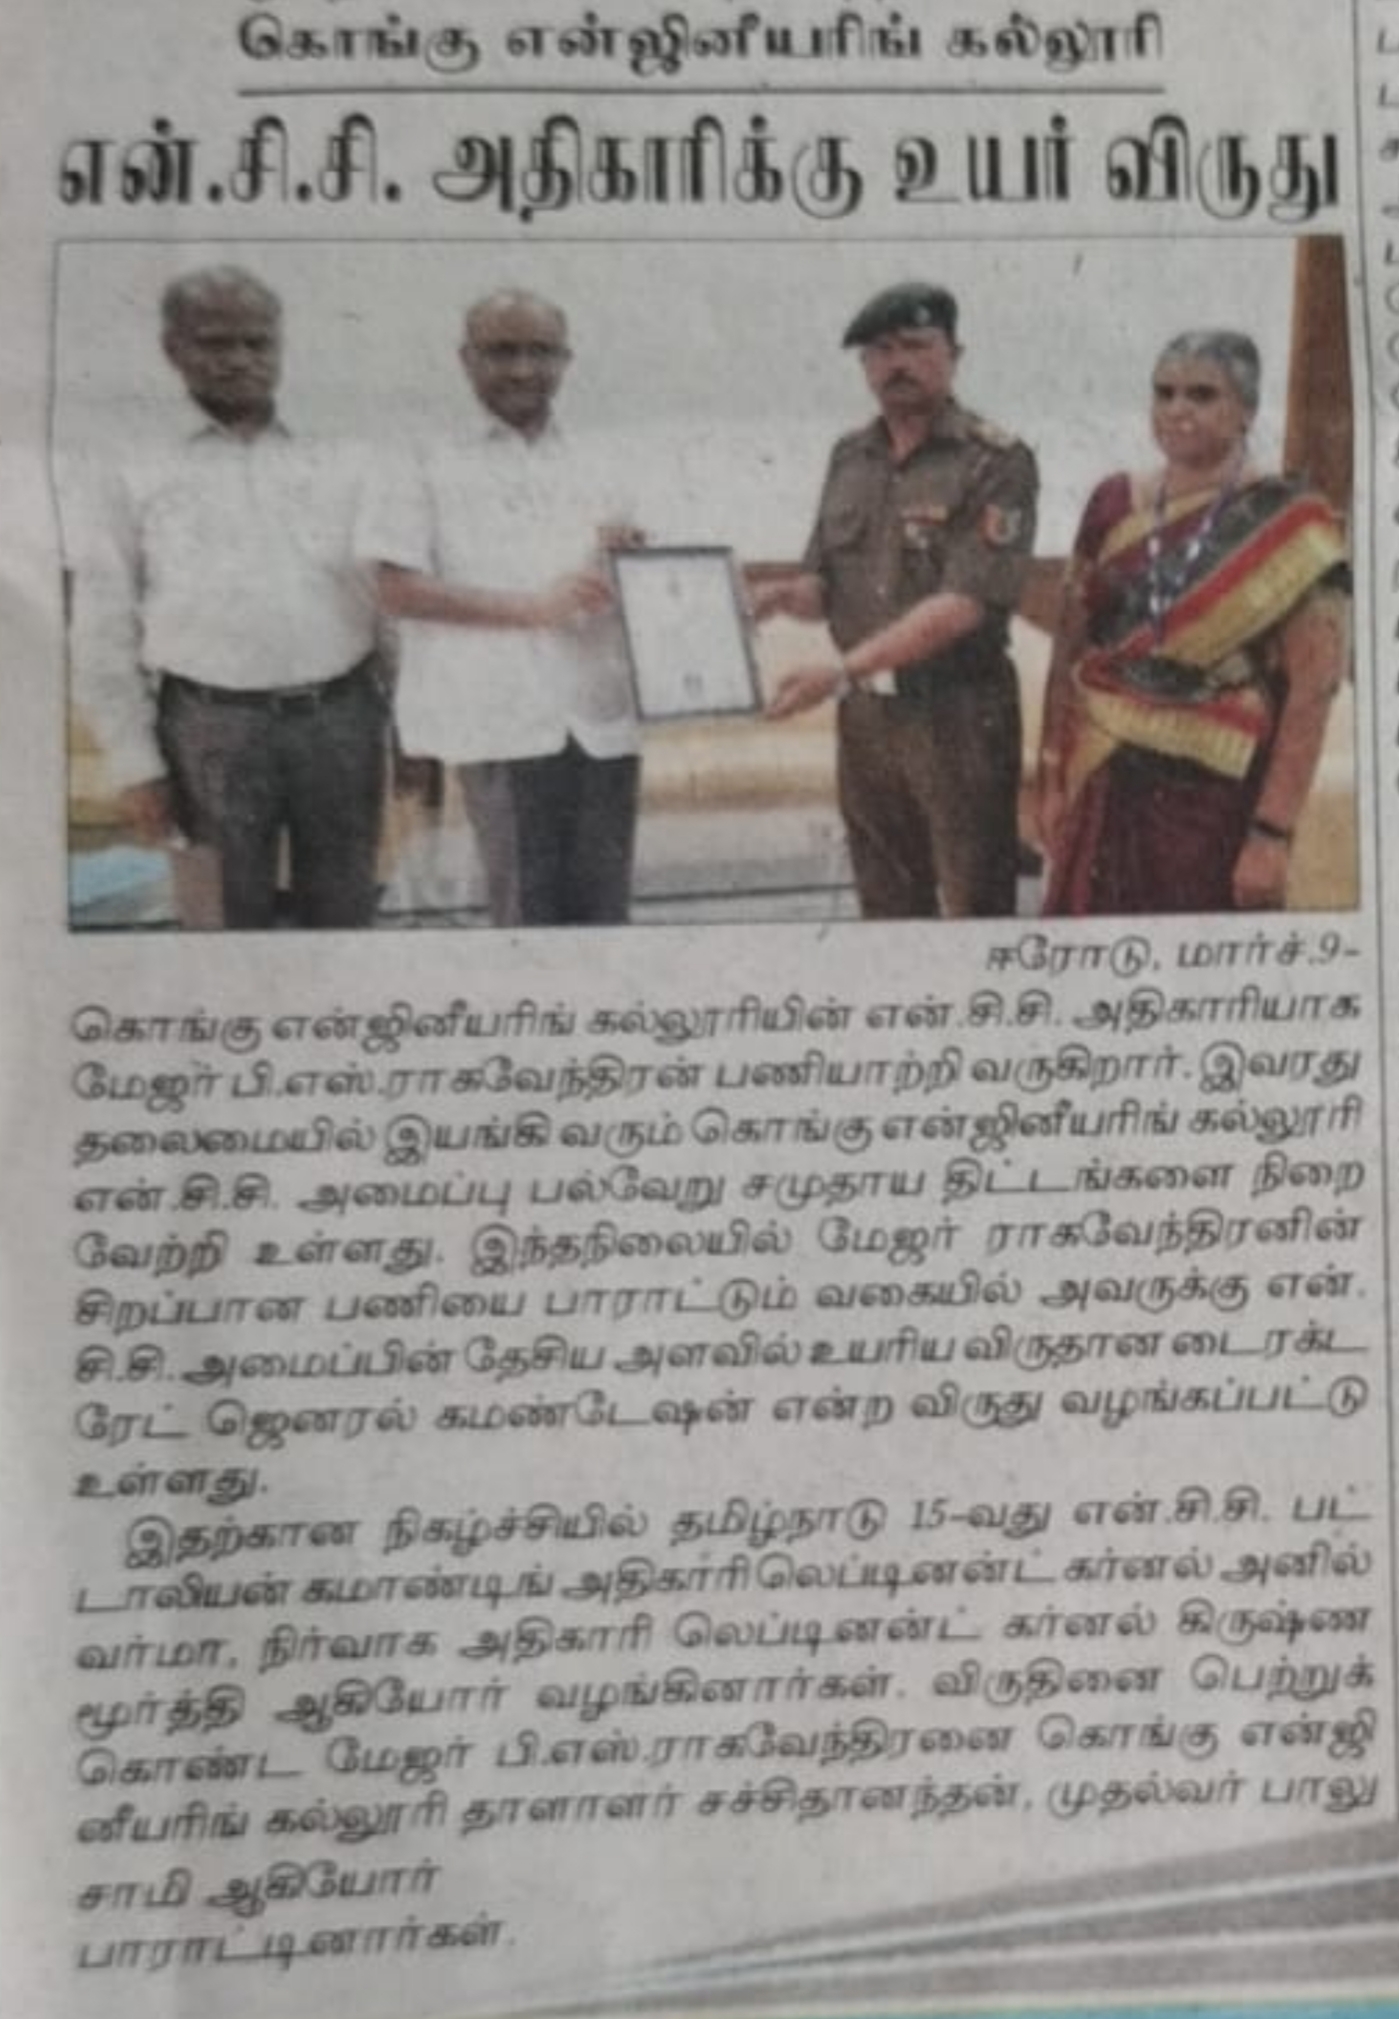 கொங்கு என்ஜினீயரிங் கல்லூரி
என்.சி.சி. அதிகாரிக்கு உயர் விருது
ஈரோடு, மார்ச்.9-
கொங்கு என்ஜினீயரிங் கல்லூரியின் என்.சி.சி. அதிகாரியாக
மேஜர் பி.எஸ்.ராகவேந்திரன் பணியாற்றி வருகிறார். இவரது
தலைமையில் இயங்கி வரும் கொங்கு என்ஜினீயரிங் கல்லூரி
என்.சி.சி. அமைப்பு பல்வேறு சமுதாய திட்டங்களை நிறை
வேற்றி உள்ளது. இந்தநிலையில் மேஜர் ராகவேந்திரனின்
சிறப்பான பணியை பாராட்டும் வகையில் அவருக்கு என்.
சி.சி. அமைப்பின் தேசிய அளவில் உயரிய விருதான டைரக்ட
ரேட் ஜெனரல் கமண்டேஷன் என்ற விருது வழங்கப்பட்டு
உள்ளது.
இதற்கான நிகழ்ச்சியில் தமிழ்நாடு 15-வது என்.சி.சி. பட்
டாலியன் கமாண்டிங் அதிகாரி லெப்டினன்ட் கர்னல் அனில்
வர்மா, நிர்வாக அதிகாரி லெப்டினன்ட் கர்னல் கிருஷ்ண
மூர்த்தி ஆகியோர் வழங்கினார்கள். விருதினை பெற்றுக்
கொண்ட மேஜர் பி.எஸ்.ராகவேந்திரனை கொங்கு என்ஜி
னீயரிங் கல்லூரி தாளாளர் சச்சிதானந்தன், முதல்வர் பாலு
சாமி ஆகியோர்
பாராட்டினார்கள்.